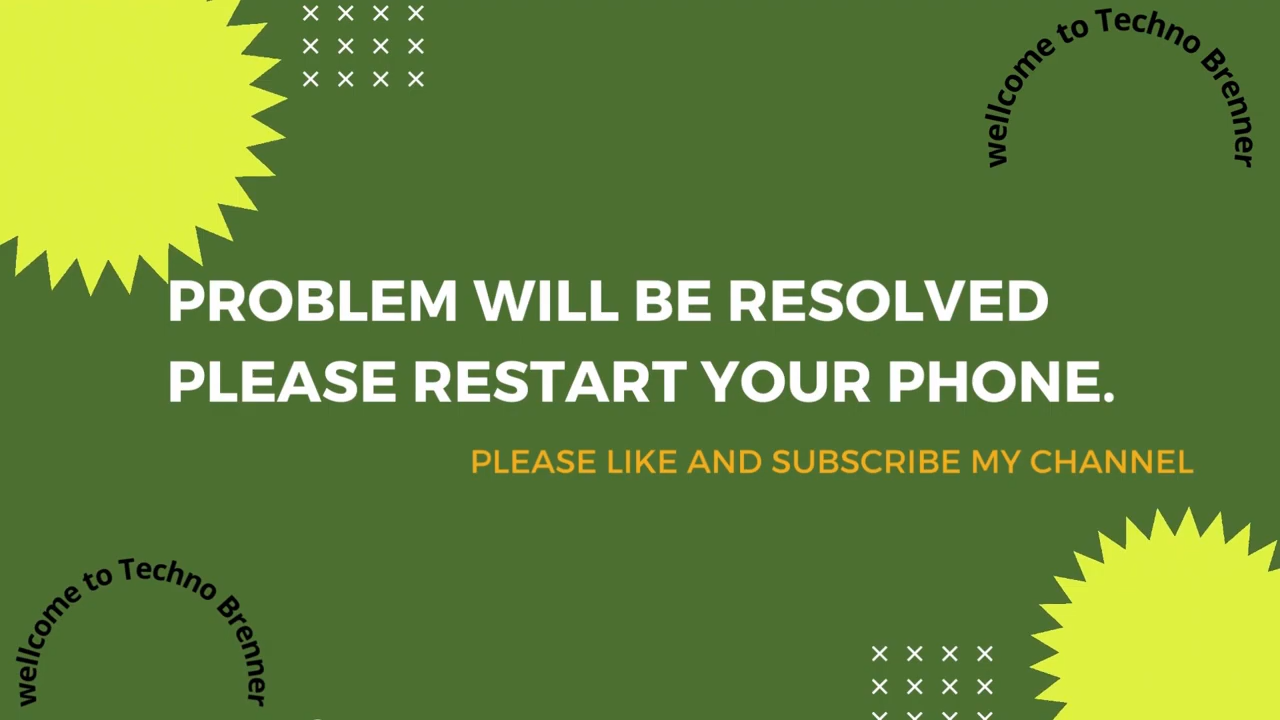 wellcome to Techno Brenner
PROBLEM WILL BE RESOLVED
PLEASE RESTART YOUR PHONE.
PLEASE LIKE AND SUBSCRIBE MY CHANNEL
wellcome to Techno Brenner